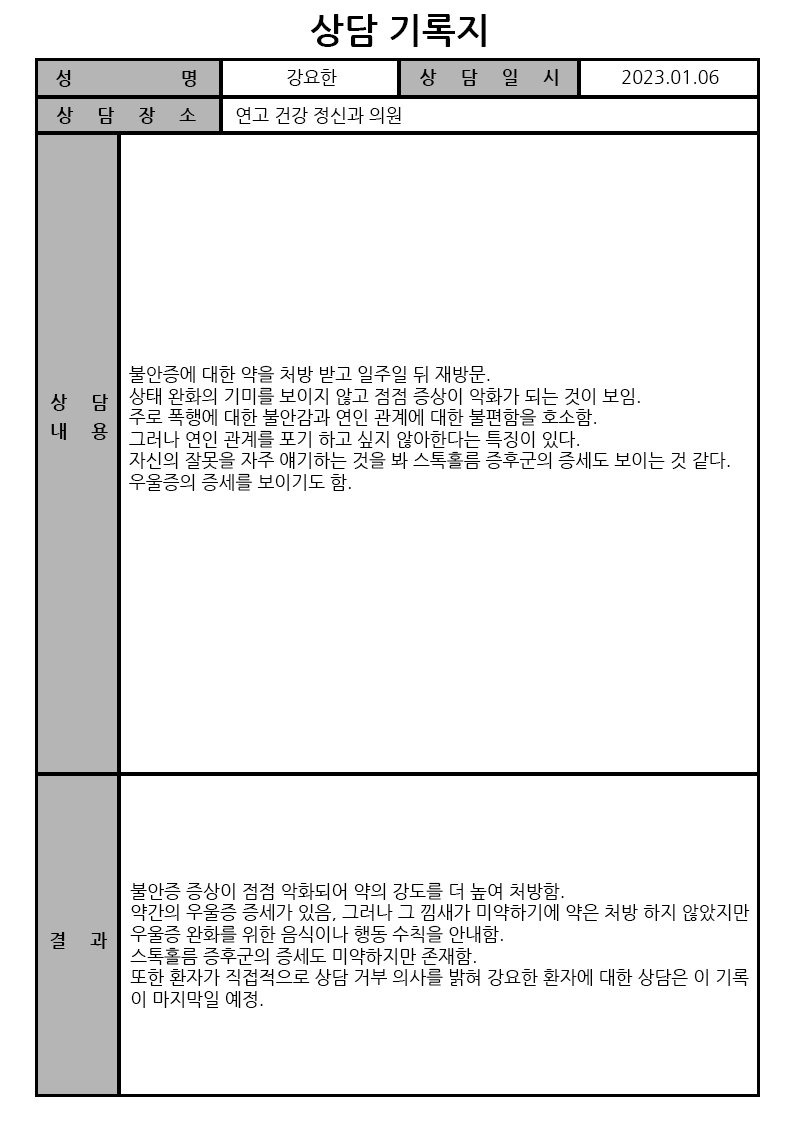 상담 기록지
성 명 강요한 상 담 일 시 2023.01.06
상 담 장 소 연고 건강 정신과 의원
상 담
내 용
불안증에 대한 약을 처방 받고 일주일 뒤 재방문.
상태 완화의 기미를 보이지 않고 점점 증상이 악화가 되는 것이 보임.
주로 폭행에 대한 불안감과 연인 관계에 대한 불편함을 호소함.
그러나 연인 관계를 포기 하고 싶지 않아한다는 특징이 있다.
자신의 잘못을 자주 얘기하는 것을 봐 스톡홀름 증후군의 증세도 보이는 것 같다.
우울증의 증세를 보이기도 함.
결 과
불안증 증상이 점점 악화되어 약의 강도를 더 높여 처방함.
약간의 우울증 증세가 있음, 그러나 그 낌새가 미약하기에 약은 처방 하지 않았지만
우울증 완화를 위한 음식이나 행동 수칙을 안내함.
스톡홀름 증후군의 증세도 미약하지만 존재함.
또한 환자가 직접적으로 상담 거부 의사를 밝혀 강요한 환자에 대한 상담은 이 기록
이 마지막일 예정.